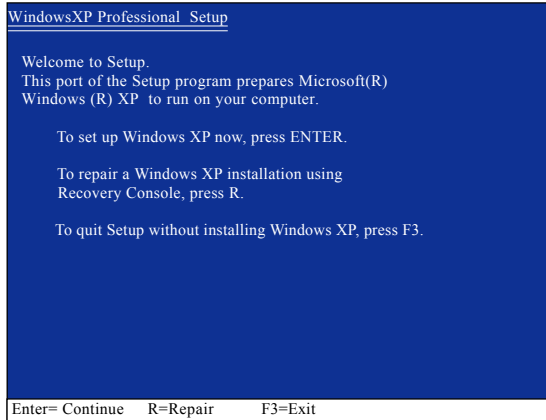 WindowsXP Professional Setup
Welcome to Setup.
This port of the Setup program prepares Microsoft(R)
Windows (R) XP to run on your computer.
To set up Windows XP now, press ENTER.
To repair a Windows XP installation using
Recovery Console, press R.
To quit Setup without installing Windows XP, press F3.
Enter= Continue R=Repair F3=Exit